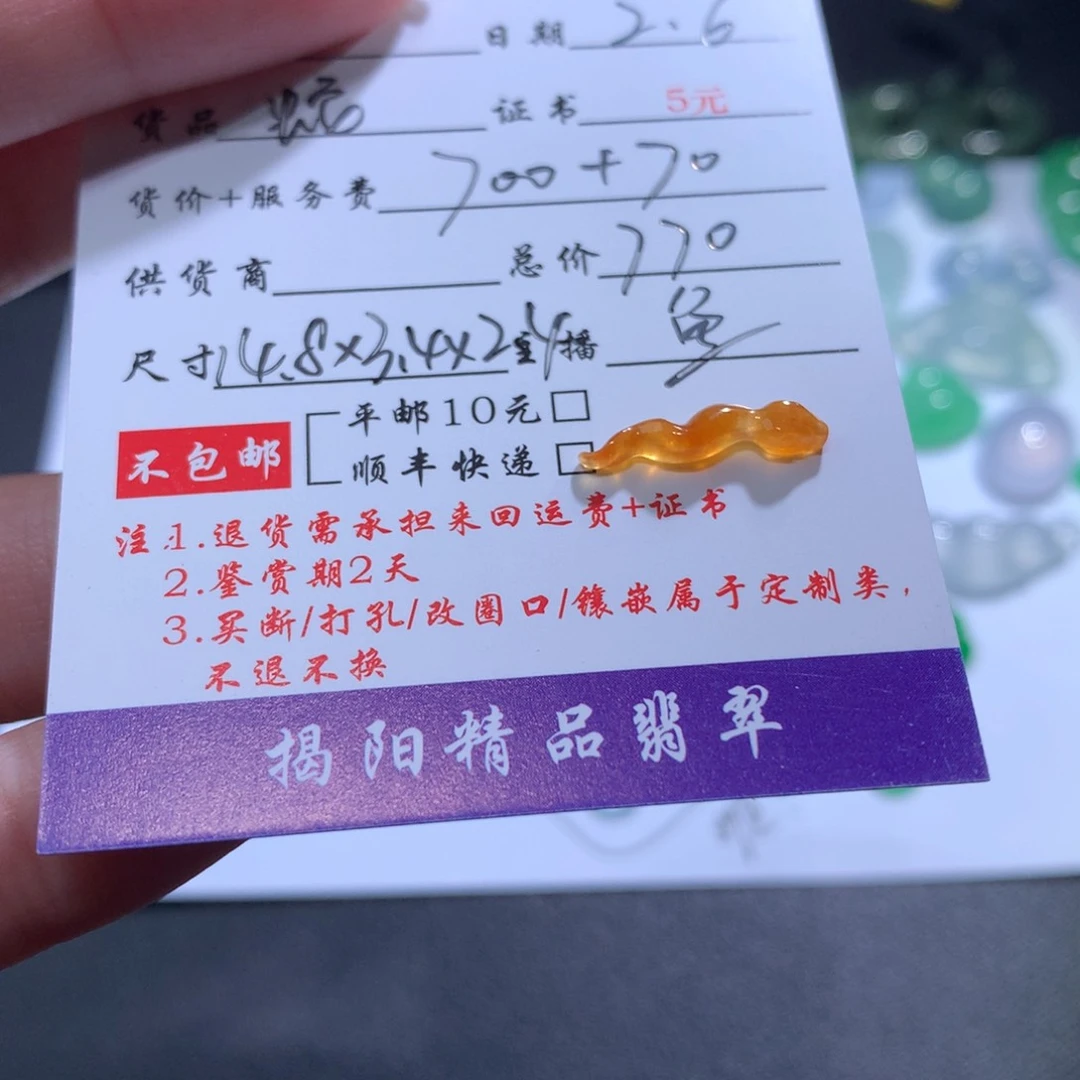 日期 2.6
货品 蛇 证书 5元
货价+服务费 700+70
供货商 总价 770
尺寸 14.8×3.4×2.4 主播 鱼
不包邮 平邮10元□
顺丰快递□
注:1.退货需承担来回运费+证书
2.鉴赏期2天
3.买断/打孔/改圈口/镶嵌属于定制类,
不退不换
揭阳精品翡翠